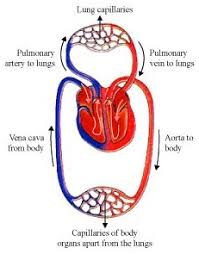 Lung capillaries
Pulmonary
artery to lungs
Pulmonary
vein to lungs
Vena cava
from body
Aorta to
body
Capillaries of body
organs apart from the lungs